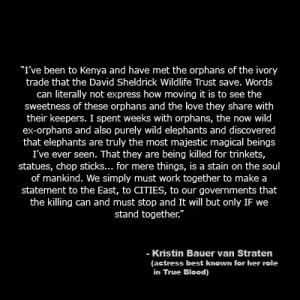 "I've been to Kenya and have met the orphans of the ivory
trade that the David Sheldrick Wildlife Trust save. Words
can literally not express how moving it is to see the
sweetness of these orphans and the love they share with
their keepers. I spent weeks with orphans, the now wild
ex-orphans and also purely wild elephants and discovered
that elephants are truly the most majestic magical beings
I've ever seen. That they are being killed for trinkets,
statues, chop sticks... for mere things, is a stain on the soul
of mankind. We simply must work together to make a
statement to the East, to CITIES, to our governments that
the killing can and must stop and It will but only IF we
stand together."
- Kristin Bauer van Straten
(actress best known for her role
in True Blood)